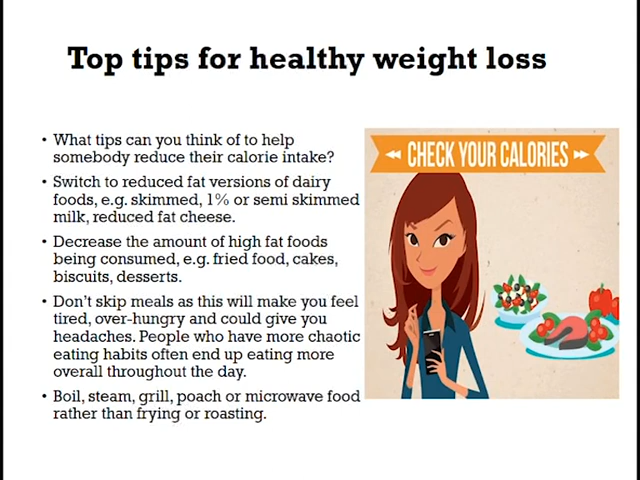 Top tips for healthy weight loss
• What tips can you think of to help
somebody reduce their calorie intake?
• Switch to reduced fat versions of dairy
foods, e.g. skimmed, 1% or semi skimmed
milk, reduced fat cheese.
• Decrease the amount of high fat foods
being consumed, e.g. fried food, cakes,
biscuits, desserts.
• Don't skip meals as this will make you feel
tired, over-hungry and could give you
headaches. People who have more chaotic
eating habits often end up eating more
overall throughout the day.
• Boil, steam, grill, poach or microwave food
rather than frying or roasting.
CHECK YOUR CALORIES